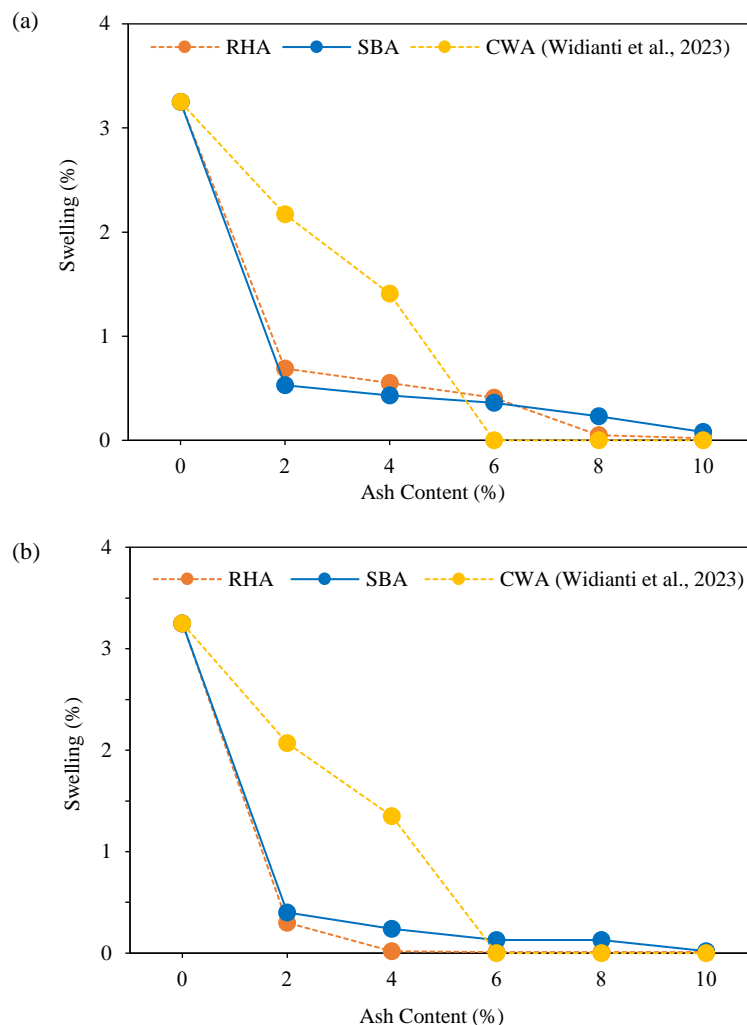 (a)
4
RHA SBA CWA (Widianti et al., 2023)
3
2
1
0
Swelling (%)
0 2 4 6 8 10
Ash Content (%)
(b)
4
RHA SBA CWA (Widianti et al., 2023)
3
2
1
0
Swelling (%)
0 2 4 6 8 10
Ash Content (%)